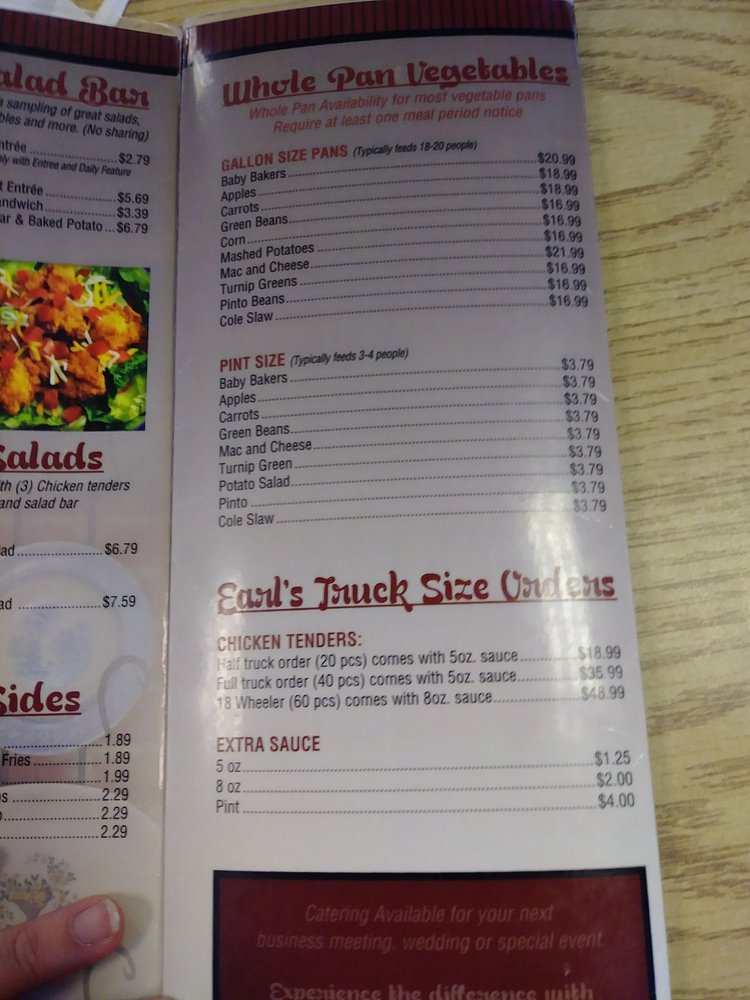 alad Bar
a sampling of great salads,
bles and more. (No sharing)
ntrée $2.79
ly with Entree and Daily Feature
t Entrée $5.69
ndwich $3.39
ar & Baked Potato $6.79
Salads
th (3) Chicken tenders
and salad bar
ad $6.79
ad $7.59
Sides
1.89
Fries 1.89
1.99
s 2.29
2.29
2.29
Whole Pan Vegetables
Whole Pan Availability for most vegetable pans
Require at least one meal period notice
GALLON SIZE PANS (Typically feeds 18-20 people)
Baby Bakers $20.99
Apples $18.99
Carrots $18.99
Green Beans $16.99
Corn $16.99
Mashed Potatoes $16.99
Mac and Cheese $21.99
Turnip Greens $16.99
Pinto Beans $16.99
Cole Slaw $16.99
PINT SIZE (Typically feeds 3-4 people)
Baby Bakers $3.79
Apples $3.79
Carrots $3.79
Green Beans $3.79
Mac and Cheese $3.79
Turnip Green $3.79
Potato Salad $3.79
Pinto $3.79
Cole Slaw $3.79
Earl's Truck Size Orders
CHICKEN TENDERS:
Half truck order (20 pcs) comes with 5oz. sauce $18.99
Full truck order (40 pcs) comes with 5oz. sauce $35.99
18 Wheeler (60 pcs) comes with 8oz. sauce $48.99
EXTRA SAUCE
5 oz $1.25
8 oz $2.00
Pint $4.00
Catering Available for your next
business meeting, wedding or special event.
Experience the difference with